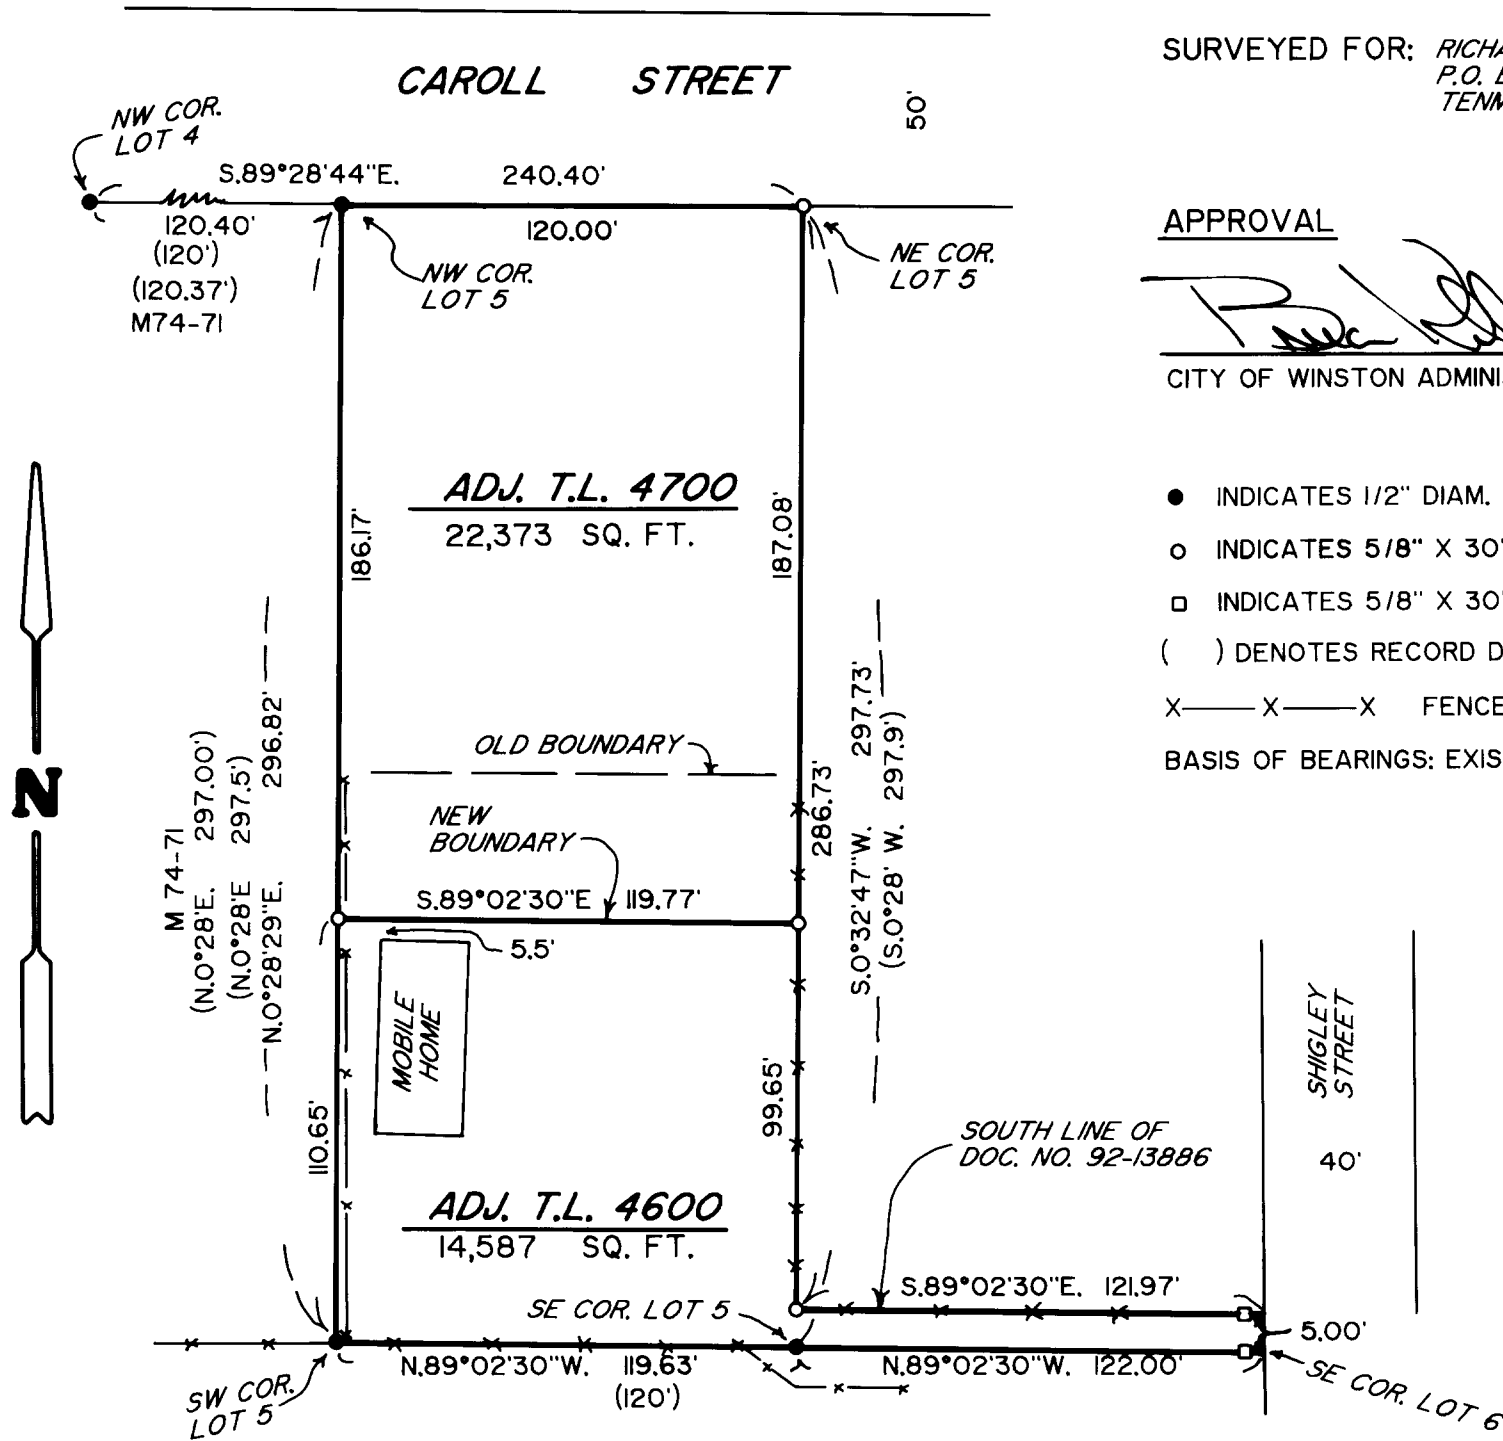 CAROLL STREET
50'
NW COR.
LOT 4
S.89°28'44"E. 240.40'
120.40'
(120')
(120.37')
M74-71
120.00'
NW COR.
LOT 5
NE COR.
LOT 5
SURVEYED FOR: RICHA
P.O.
TENM
APPROVAL
CITY OF WINSTON ADMINI
● INDICATES 1/2" DIAM.
○ INDICATES 5/8" X 30"
□ INDICATES 5/8" X 30"
( ) DENOTES RECORD D
X——X——X FENCE
BASIS OF BEARINGS: EXIS
ADJ. T.L. 4700
22,373 SQ. FT.
186.17'
187.08'
N
M 74-71
(N.0°28'E. 297.00')
(N.0°28'E 297.5')
N.0°28'29"E. 296.82'
OLD BOUNDARY
NEW
BOUNDARY
S.89°02'30"E 119.77'
5.5'
286.73'
S.0°32'47"W. 297.73'
(S.0°28' W. 297.9')
MOBILE
HOME
110.65'
99.65'
ADJ. T.L. 4600
14,587 SQ. FT.
SHIGLEY
STREET
40'
SOUTH LINE OF
DOC. NO. 92-13886
S.89°02'30"E. 121.97'
SE COR. LOT 5
5.00'
N.89°02'30"W. 119.63'
(120')
N.89°02'30"W. 122.00'
SW COR.
LOT 5
SE COR. LOT 6